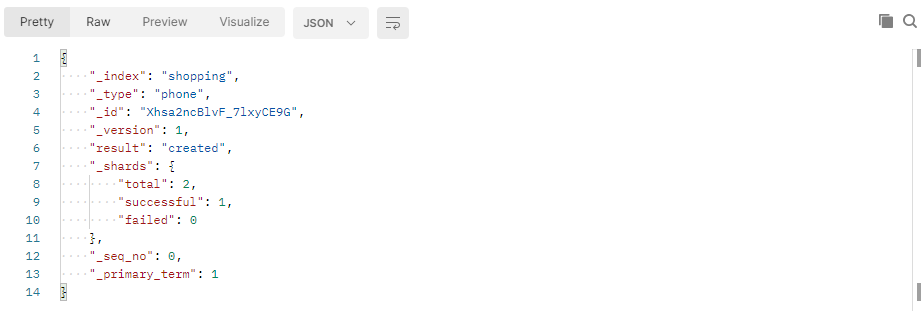 Pretty Raw Preview Visualize JSON
1 {
2 "_index": "shopping",
3 "_type": "phone",
4 "_id": "Xhsa2ncBlvF_7lxyCE9G",
5 "_version": 1,
6 "result": "created",
7 "_shards": {
8 "total": 2,
9 "successful": 1,
10 "failed": 0
11 },
12 "_seq_no": 0,
13 "_primary_term": 1
14 }